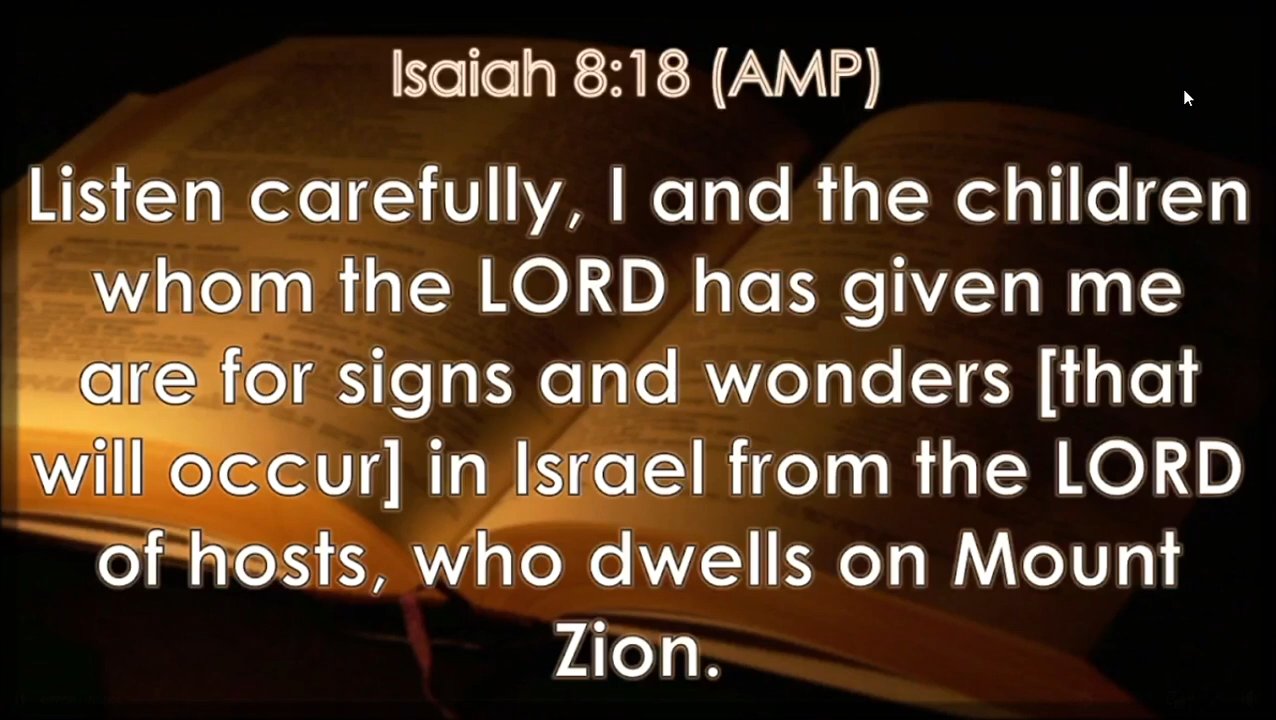 Isaiah 8:18 (AMP)
Listen carefully, I and the children
whom the LORD has given me
are for signs and wonders [that
will occur] in Israel from the LORD
of hosts, who dwells on Mount
Zion.